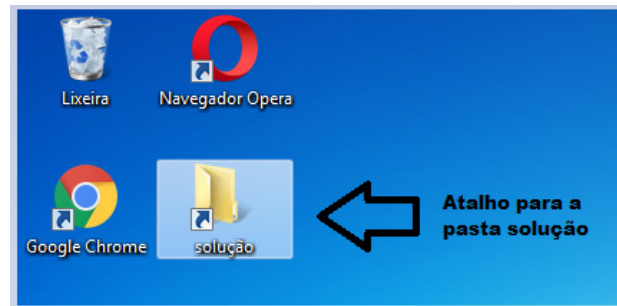 Lixeira
Navegador Opera
Google Chrome
solução
Atalho para a
pasta solução